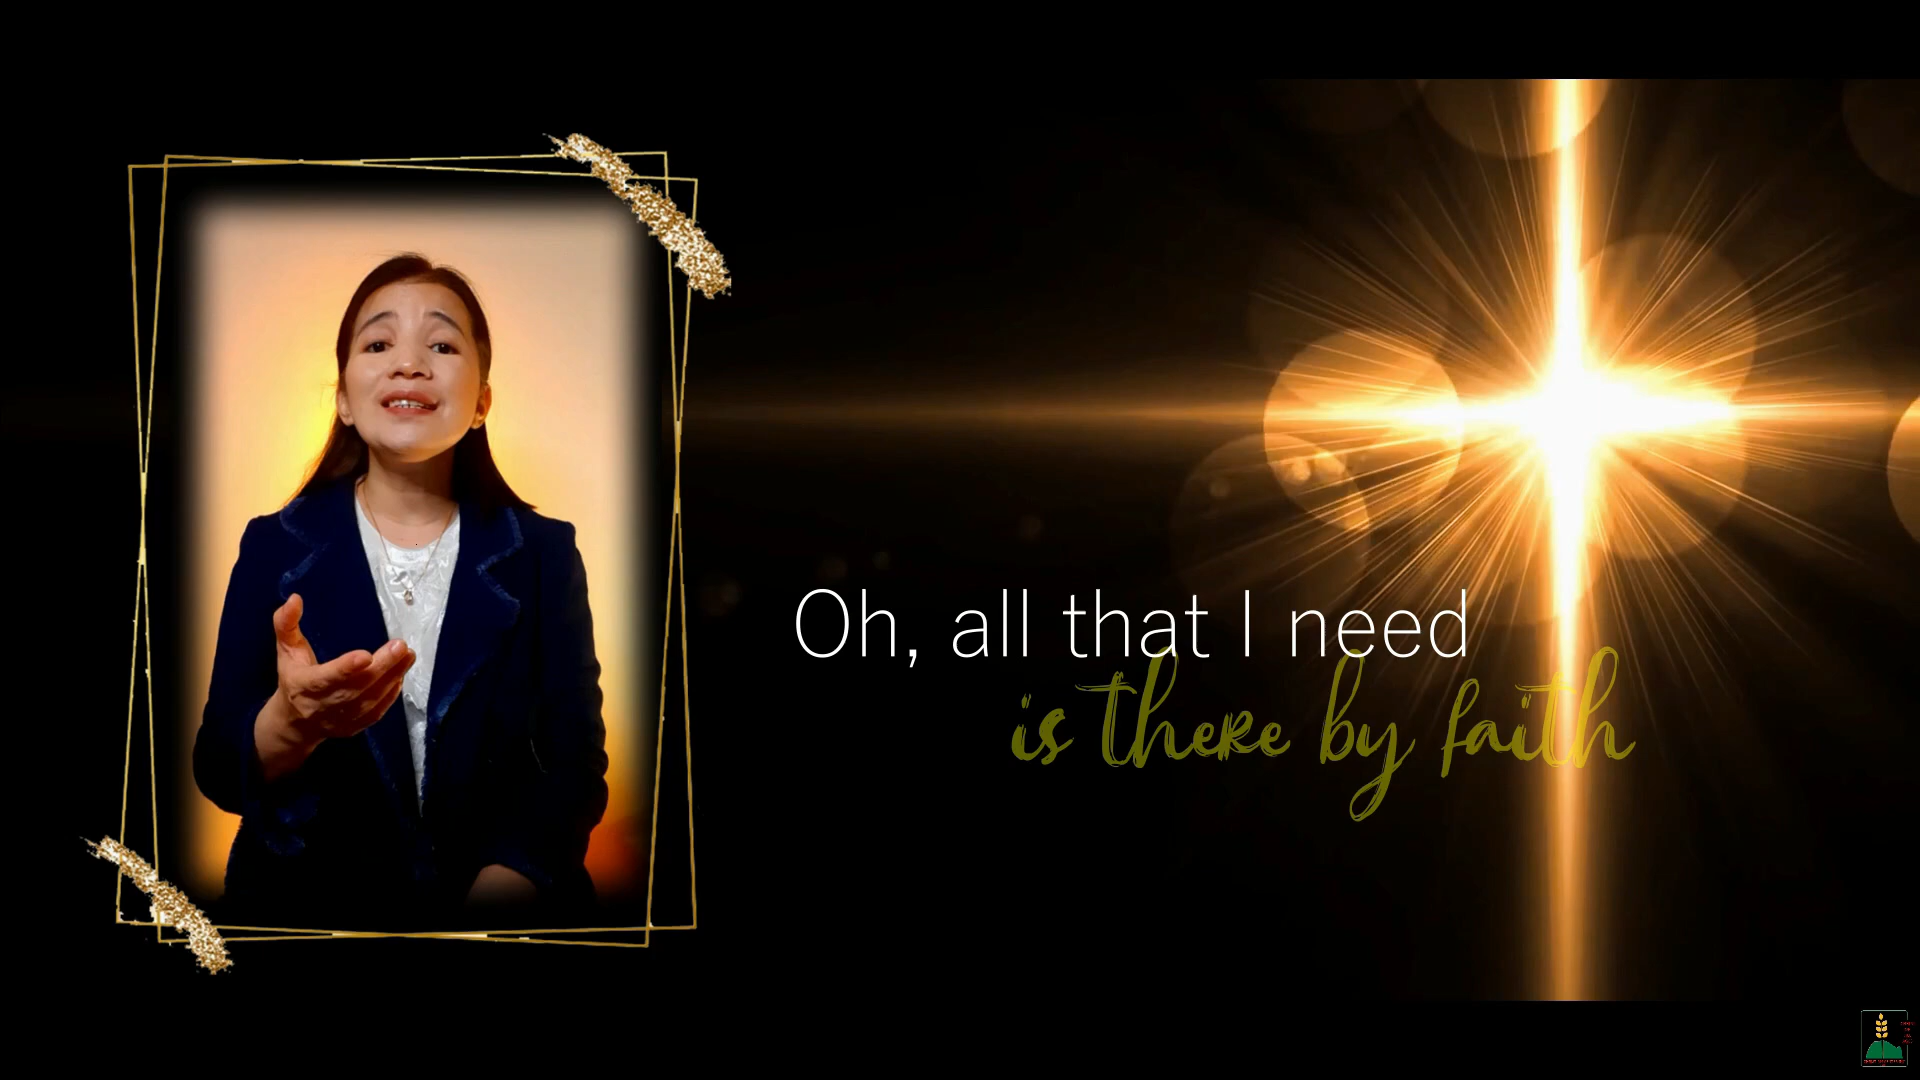 Oh, all that I need
is there by faith